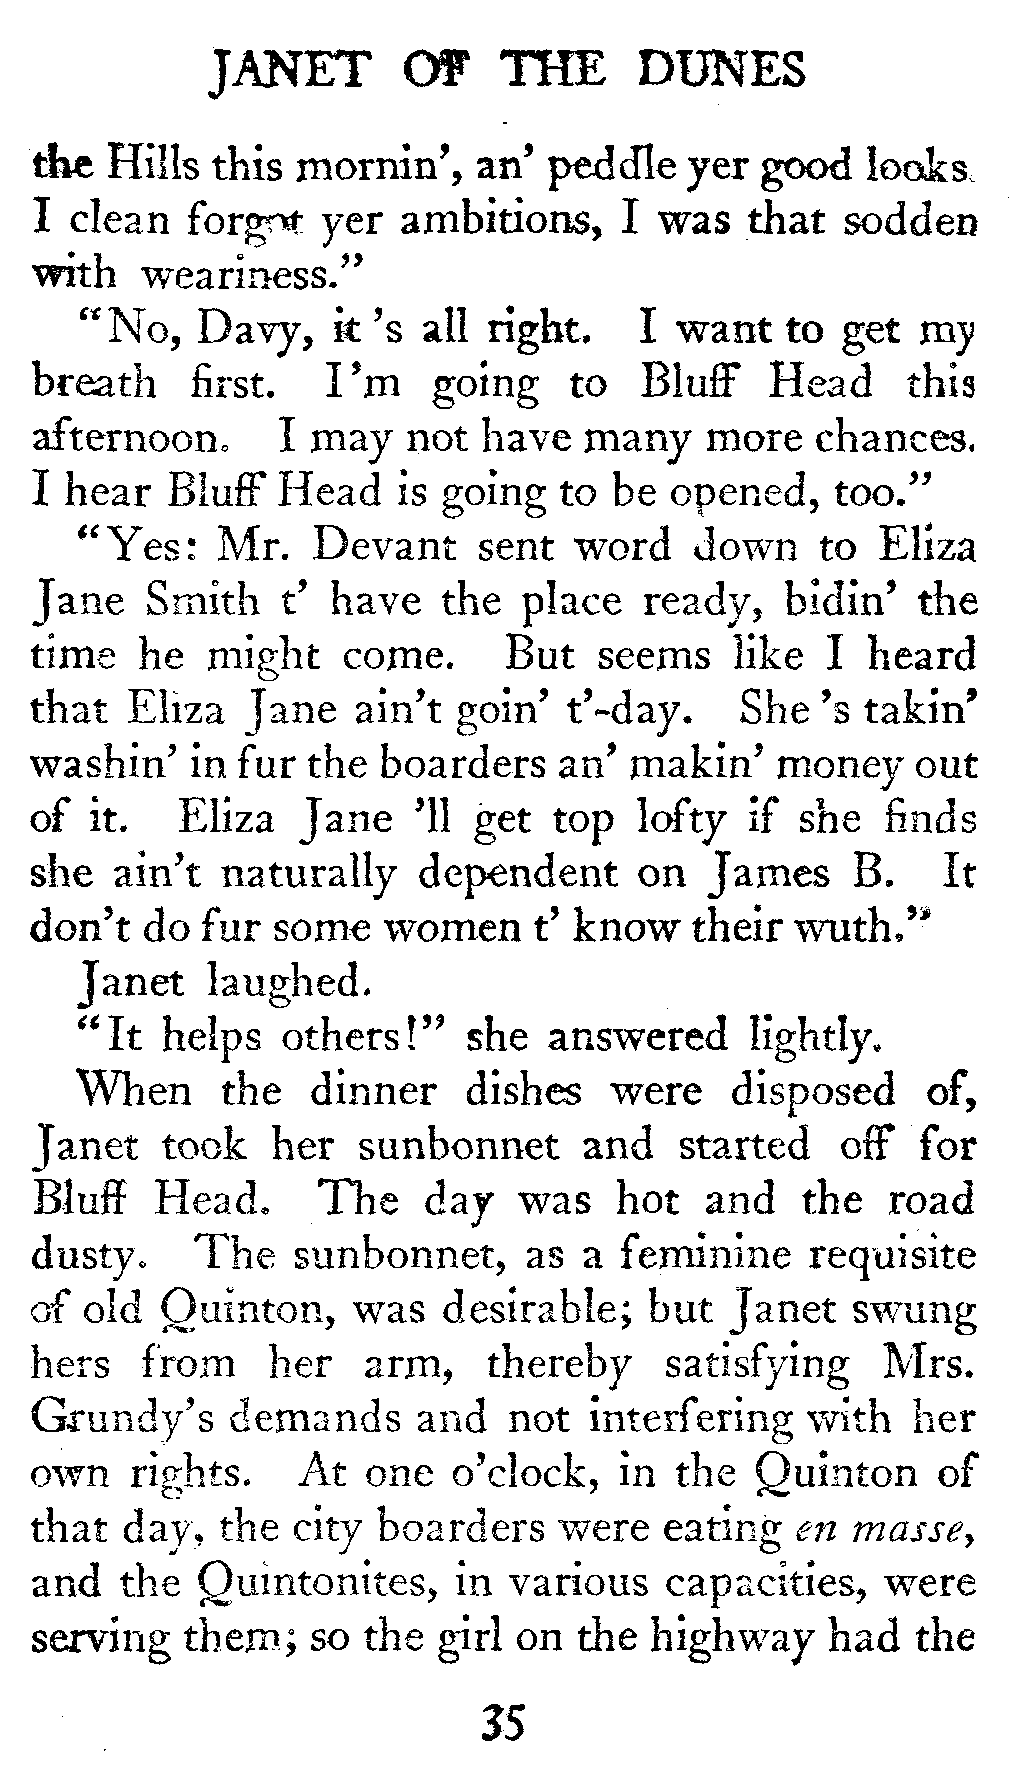 JANET OF THE DUNES
the Hills this mornin', an' peddle yer good looks.
I clean forgot yer ambitions, I was that sodden
with weariness.”
“No, Davy, it 's all right. I want to get my
breath first. I'm going to Bluff Head this
afternoon. I may not have many more chances.
I hear Bluff Head is going to be opened, too.”
“Yes: Mr. Devant sent word down to Eliza
Jane Smith t' have the place ready, bidin' the
time he might come. But seems like I heard
that Eliza Jane ain't goin' t'-day. She 's takin'
washin' in fur the boarders an' makin' money out
of it. Eliza Jane 'll get top lofty if she finds
she ain't naturally dependent on James B. It
don't do fur some women t' know their wuth.”
Janet laughed.
“It helps others!” she answered lightly.
When the dinner dishes were disposed of,
Janet took her sunbonnet and started off for
Bluff Head. The day was hot and the road
dusty. The sunbonnet, as a feminine requisite
of old Quinton, was desirable; but Janet swung
hers from her arm, thereby satisfying Mrs.
Grundy's demands and not interfering with her
own rights. At one o'clock, in the Quinton of
that day, the city boarders were eating en masse,
and the Quintonites, in various capacities, were
serving them; so the girl on the highway had the
35